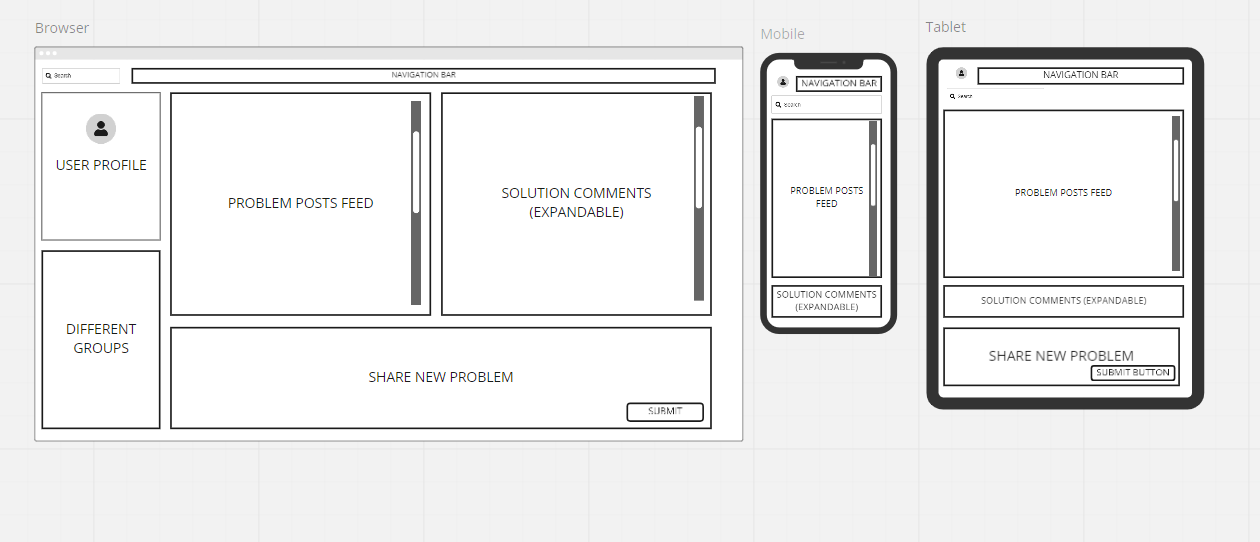 Browser
Search
NAVIGATION BAR
USER PROFILE
PROBLEM POSTS FEED
SOLUTION COMMENTS
(EXPANDABLE)
DIFFERENT
GROUPS
SHARE NEW PROBLEM
SUBMIT
Mobile
NAVIGATION BAR
Search
PROBLEM POSTS
FEED
SOLUTION COMMENTS
(EXPANDABLE)
Tablet
NAVIGATION BAR
Search
PROBLEM POSTS FEED
SOLUTION COMMENTS (EXPANDABLE)
SHARE NEW PROBLEM
SUBMIT BUTTON